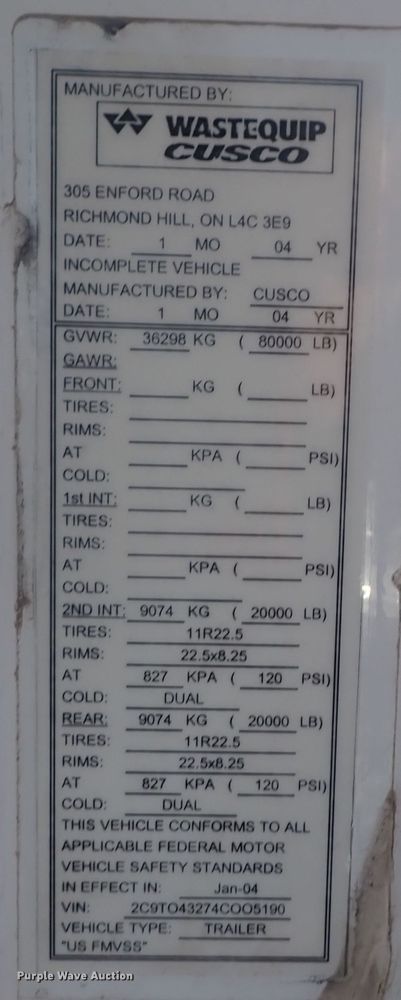 MANUFACTURED BY:
WASTEQUIP
CUSCO
305 ENFORD ROAD
RICHMOND HILL, ON L4C 3E9
DATE: 1 MO 04 YR
INCOMPLETE VEHICLE
MANUFACTURED BY: CUSCO
DATE: 1 MO 04 YR
GVWR: 36298 KG ( 80000 LB)
GAWR:
FRONT: KG ( LB)
TIRES:
RIMS:
AT KPA ( PSI)
COLD:
1st INT: KG ( LB)
TIRES:
RIMS:
AT KPA ( PSI)
COLD:
2ND INT: 9074 KG ( 20000 LB)
TIRES: 11R22.5
RIMS: 22.5x8.25
AT 827 KPA ( 120 PSI)
COLD: DUAL
REAR: 9074 KG ( 20000 LB)
TIRES: 11R22.5
RIMS: 22.5x8.25
AT 827 KPA ( 120 PSI)
COLD: DUAL
THIS VEHICLE CONFORMS TO ALL
APPLICABLE FEDERAL MOTOR
VEHICLE SAFETY STANDARDS
IN EFFECT IN: Jan-04
VIN: 2C9TO43274COO5190
VEHICLE TYPE: TRAILER
"US FMVSS"
Purple Wave Auction